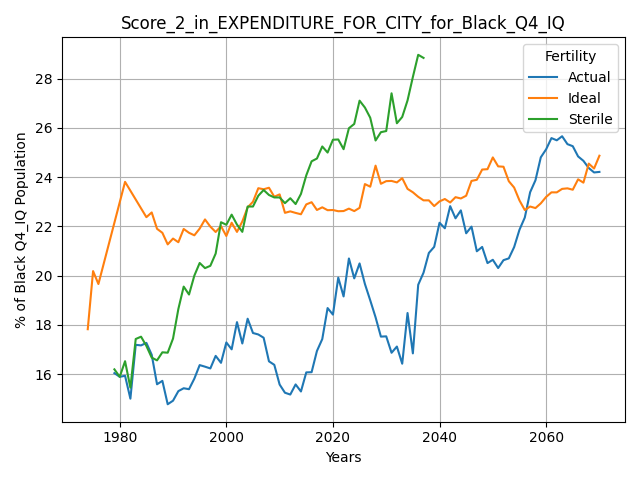 Score_2_in_EXPENDITURE_FOR_CITY_for_Black_Q4_IQ
Fertility
Actual
Ideal
Sterile
% of Black Q4_IQ Population
28
26
24
22
20
18
16
1980 2000 2020 2040 2060
Years